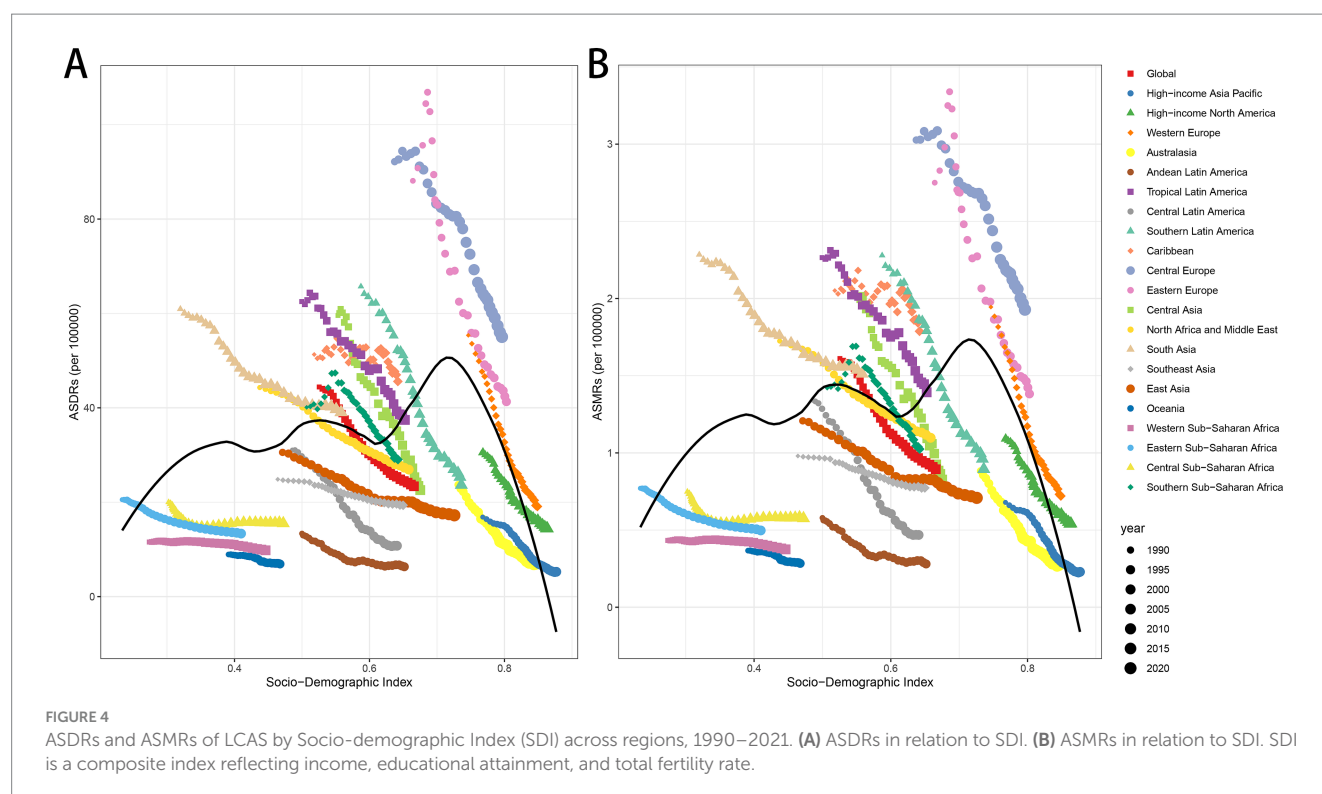 A
B
ASDRs (per 100000)
80
40
0
0.4
0.6
0.8
Socio−Demographic Index
ASMRs (per 100000)
3
2
1
0
0.4
0.6
0.8
Socio−Demographic Index
Global
High−income Asia Pacific
High−income North America
Western Europe
Australasia
Andean Latin America
Tropical Latin America
Central Latin America
Southern Latin America
Caribbean
Central Europe
Eastern Europe
Central Asia
North Africa and Middle East
South Asia
Southeast Asia
East Asia
Oceania
Western Sub−Saharan Africa
Eastern Sub−Saharan Africa
Central Sub−Saharan Africa
Southern Sub−Saharan Africa
year
1990
1995
2000
2005
2010
2015
2020
FIGURE 4
ASDRs and ASMRs of LCAS by Socio-demographic Index (SDI) across regions, 1990–2021. (A) ASDRs in relation to SDI. (B) ASMRs in relation to SDI. SDI
is a composite index reflecting income, educational attainment, and total fertility rate.